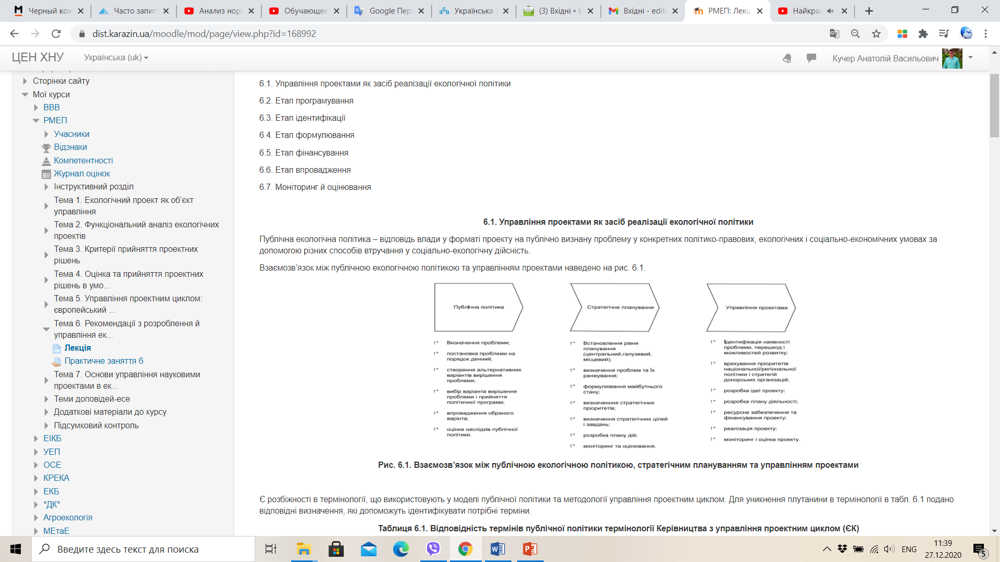 Черный кож
Часто запиту
Анализ нор
Обучающее
Google Пер
Українська
(3) Вхідні • k
Вхідні - edit
РМЕП: Лекц
Найкра
dist.karazin.ua/moodle/mod/page/view.php?id=168992
ЦЕН ХНУ
Українська (uk)
Кучер Анатолій Васильович
Сторінки сайту
Мої курси
ВВВ
РМЕП
Учасники
Відзнаки
Компетентності
Журнал оцінок
Інструктивний розділ
Тема 1. Екологічний проект як об’єкт
управління
Тема 2. Функціональний аналіз екологічних
проектів
Тема 3. Критерії прийняття проектних
рішень
Тема 4. Оцінка та прийняття проектних
рішень в умо...
Тема 5. Управління проектним циклом:
європейський ...
Тема 6. Рекомендації з розроблення й
управління ек...
Лекція
Практичне заняття 6
Тема 7. Основи управління науковими
проектами в ек...
Теми доповідей-есе
Додаткові матеріали до курсу
Підсумковий контроль
ЕІКБ
УЕП
ОСЕ
КРЕКА
ЕКБ
*ДК*
Агроекологія
МЕтаЕ
6.1. Управління проектами як засіб реалізації екологічної політики
6.2. Етап програмування
6.3. Етап ідентифікації
6.4. Етап формулювання
6.5. Етап фінансування
6.6. Етап впровадження
6.7. Моніторинг й оцінювання
6.1. Управління проектами як засіб реалізації екологічної політики
Публічна екологічна політика – відповідь влади у форматі проекту на публічно визнану проблему у конкретних політико-правових, екологічних і соціально-економічних умовах за
допомогою різних способів втручання у соціально-екологічну дійсність.
Взаємозв’язок між публічною екологічною політикою та управлінням проектами наведено на рис. 6.1.
Публічна політика
!" Визначення проблеми;
!" постановка проблеми на
порядок денний;
!" створення альтернативних
варіантів вирішення
проблеми;
!" вибір варіанта вирішення
проблеми і прийняття
політичної програми;
!" впровадження обраного
варінта;
!" оцінка наслідків публічної
політики.
Стратегічне планування
!" Встановлення рівня
планування
(центральний,галузевий,
місцевий);
!" визначення проблем та їх
ранжування;
!" формулювання майбутнього
стану;
!" визначенння стратегічних
пріоритетів;
!" визначення стратегічних цілей
і завдань;
!" розробка плану дій;
!" моніторинг та оцінювання.
Управління проектами
!" Ідентифікація наявності
проблеми, перешкод і
можливостей розвитку;
!" врахування пріоритетів
національної/регіональної
політики і стратегій
донорських організацій;
!" розробка ідеї проекту;
!" розробка плану діяльності;
!" ресурсне забезпечення та
фінансування проекту;
!" реалізація проекту;
!" моніторинг і оцінка проекту.
Рис. 6.1. Взаємозв’язок між публічною екологічною політикою, стратегічним плануванням та управлінням проектами
Є розбіжності в термінології, що використовують у моделі публічної політики та методології управління проектним циклом. Для уникнення плутанини в термінології в табл. 6.1 подано
відповідні визначення, які допоможуть ідентифікувати потрібні терміни.
Таблиця 6.1. Відповідність термінів публічної політики термінології Керівництва з управління проектним циклом (ЄК)
Введите здесь текст для поиска
ENG
11:39
27.12.2020
5